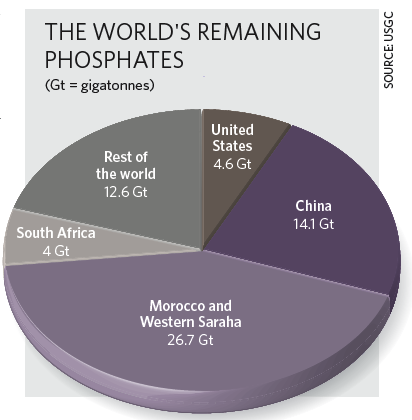 THE WORLD'S REMAINING
PHOSPHATES
(Gt = gigatonnes)
SOURCE: USGC
United
States
4.6 Gt
Rest of
the world
12.6 Gt
China
14.1 Gt
South Africa
4 Gt
Morocco and
Western Saraha
26.7 Gt